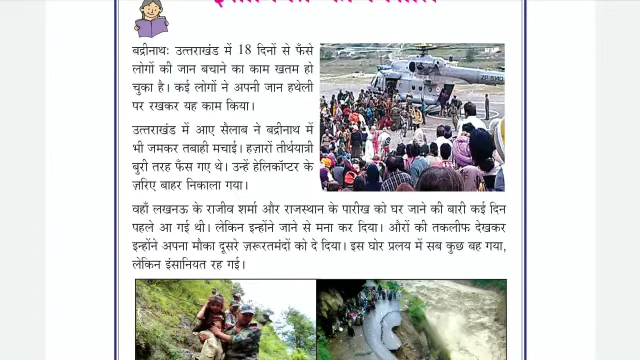 बद्रीनाथः उत्तराखंड में 18 दिनों से फँसे
लोगों की जान बचाने का काम खतम हो
चुका है। कई लोगों ने अपनी जान हथेली
पर रखकर यह काम किया।
उत्तराखंड में आए सैलाब ने बद्रीनाथ में
भी जमकर तबाही मचाई। हज़ारों तीर्थयात्री
बुरी तरह फँस गए थे। उन्हें हेलिकॉप्टर के
ज़रिए बाहर निकाला गया।
वहाँ लखनऊ के राजीव शर्मा और राजस्थान के पारीख को घर जाने की बारी कई दिन
पहले आ गई थी। लेकिन इन्होंने जाने से मना कर दिया। औरों की तकलीफ देखकर
इन्होंने अपना मौका दूसरे ज़रूरतमंदों को दे दिया। इस घोर प्रलय में सब कुछ बह गया,
लेकिन इंसानियत रह गई।